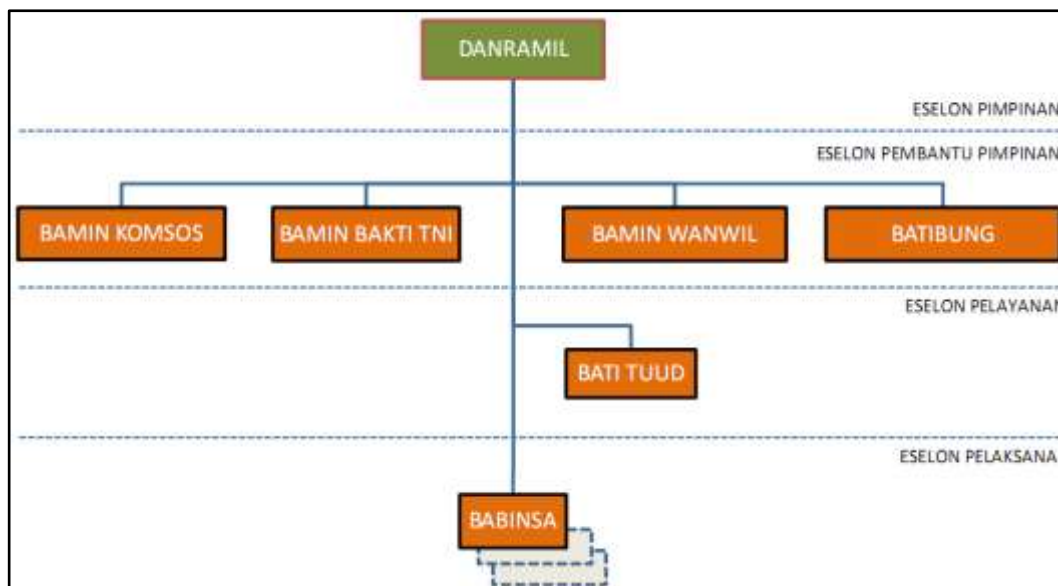 DANRAMIL
ESELON PIMPINAN
ESELON PEMBANTU PIMPINAN
BAMIN KOMSOS
BAMIN BAKTI TNI
BAMIN WANWIL
BATIBUNG
ESELON PELAYANAN
BATI TUUD
ESELON PELAKSANA
BABINSA